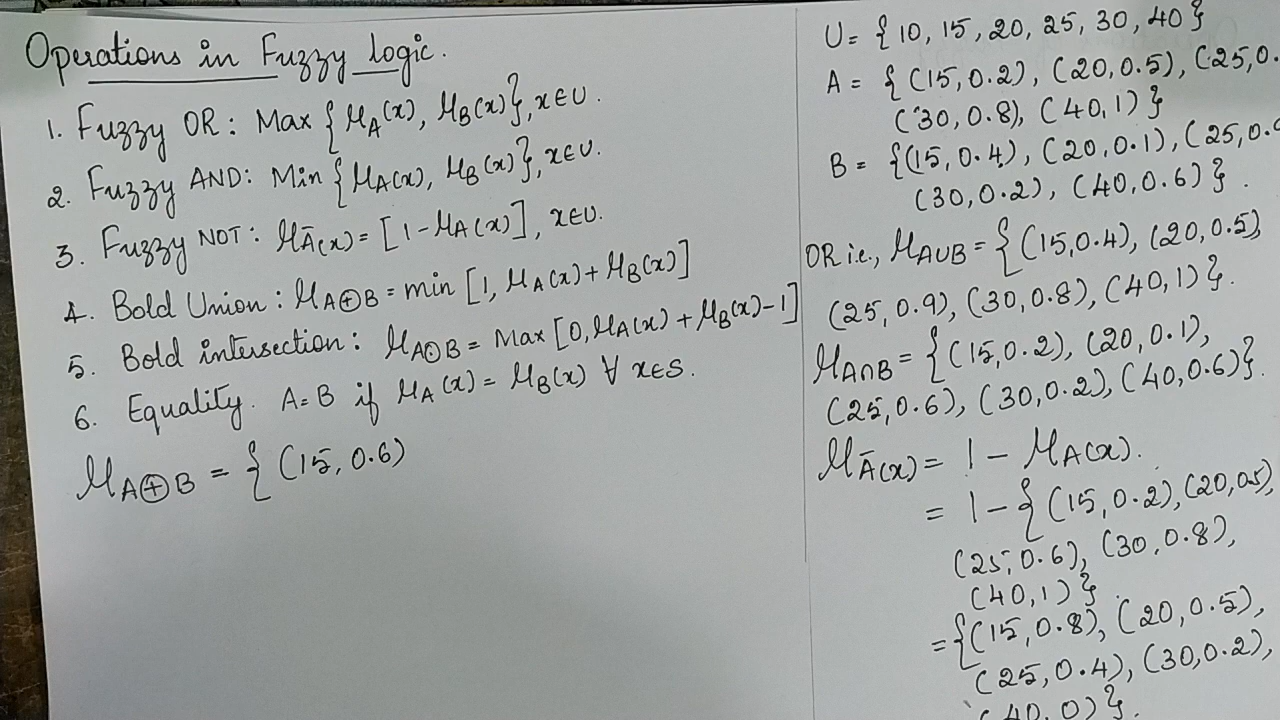 Operations in Fuzzy Logic.
1. Fuzzy OR: Max {μA(x), μB(x)}, x∈U.
2. Fuzzy AND: Min {μA(x), μB(x)}, x∈U.
3. Fuzzy NOT: μĀ(x) = [1-μA(x)], x∈U.
4. Bold Union: μA⊕B = min [1, μA(x) + μB(x)]
5. Bold intersection: μA⊙B = Max [0, μA(x) + μB(x)-1]
6. Equality. A=B if μA(x) = μB(x) ∀ x∈S.
μA⊕B = {(15, 0.6)
U = {10, 15, 20, 25, 30, 40}
A = {(15, 0.2), (20, 0.5), (25, 0.
(30, 0.8), (40, 1)}
B = {(15, 0.4), (20, 0.1), (25, 0.9
(30, 0.2), (40, 0.6)}.
OR i.e., μA∪B = {(15, 0.4), (20, 0.5),
(25, 0.9), (30, 0.8), (40, 1)}.
μA∩B = {(15, 0.2), (20, 0.1),
(25, 0.6), (30, 0.2), (40, 0.6)}.
μĀ(x) = 1 - μA(x).
= 1 - {(15, 0.2), (20, 0.5),
(25, 0.6), (30, 0.8),
(40, 1)}
= {(15, 0.8), (20, 0.5),
(25, 0.4), (30, 0.2),
(40, 0)}.